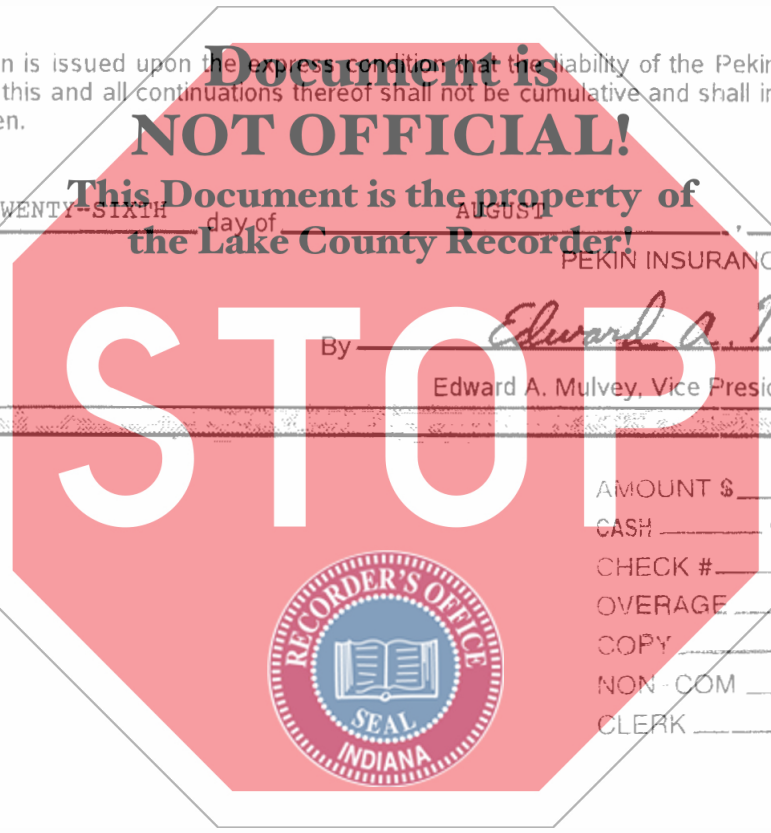 Document is
n is issued upon the express condition that the liability of the Pekin
this and all continuations thereof shall not be cumulative and shall in
en.
NOT OFFICIAL!
This Document is the property of
WENTY-SIXTH day of AUGUST ,
the Lake County Recorder!
PEKIN INSURANC
By Edward A.
Edward A. Mulvey, Vice Presid
STOP
AMOUNT $
CASH
CHECK #
OVERAGE
COPY
NON-COM
CLERK
RECORDER'S OFFICE
SEAL
INDIANA